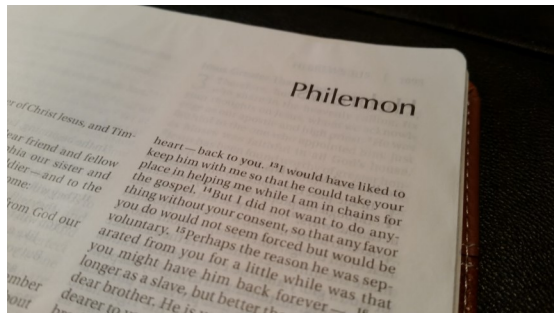 Philemon
of Christ Jesus, and Tim-
ear friend and fellow
phia our sister and
dier—and to the
ome:
from God our
ember
bout
heart—back to you. ¹³I would have liked to
keep him with me so that he could take your
place in helping me while I am in chains for
the gospel. ¹⁴But I did not want to do any-
thing without your consent, so that any favor
you do would not seem forced but would be
voluntary. ¹⁵Perhaps the reason he was sep-
arated from you for a little while was that
you might have him back forever—
longer as a slave, but better th
dear brother. He is
dearer to